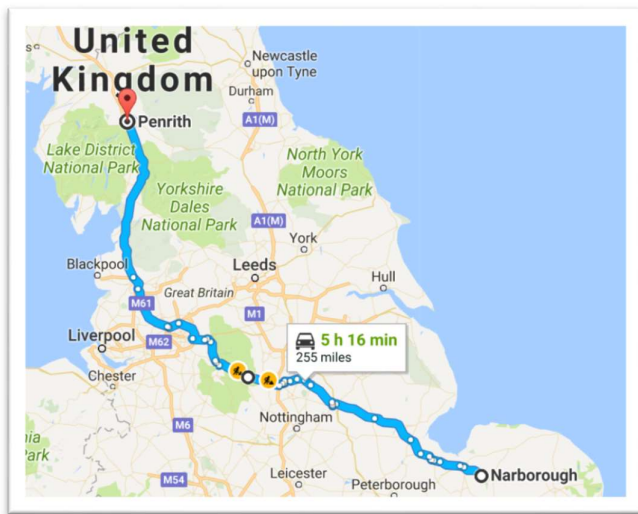 United
Kingdom
Newcastle
upon Tyne
Durham
Penrith
A1(M)
Lake District
National Park
North York
Moors
National Park
Yorkshire
Dales
National Park
A1(M)
York
Blackpool
Leeds
Hull
Great Britain
M61
M1
Liverpool
M62
5 h 16 min
255 miles
Chester
Nottingham
M6
Park
M54
Leicester
Peterborough
Narborough